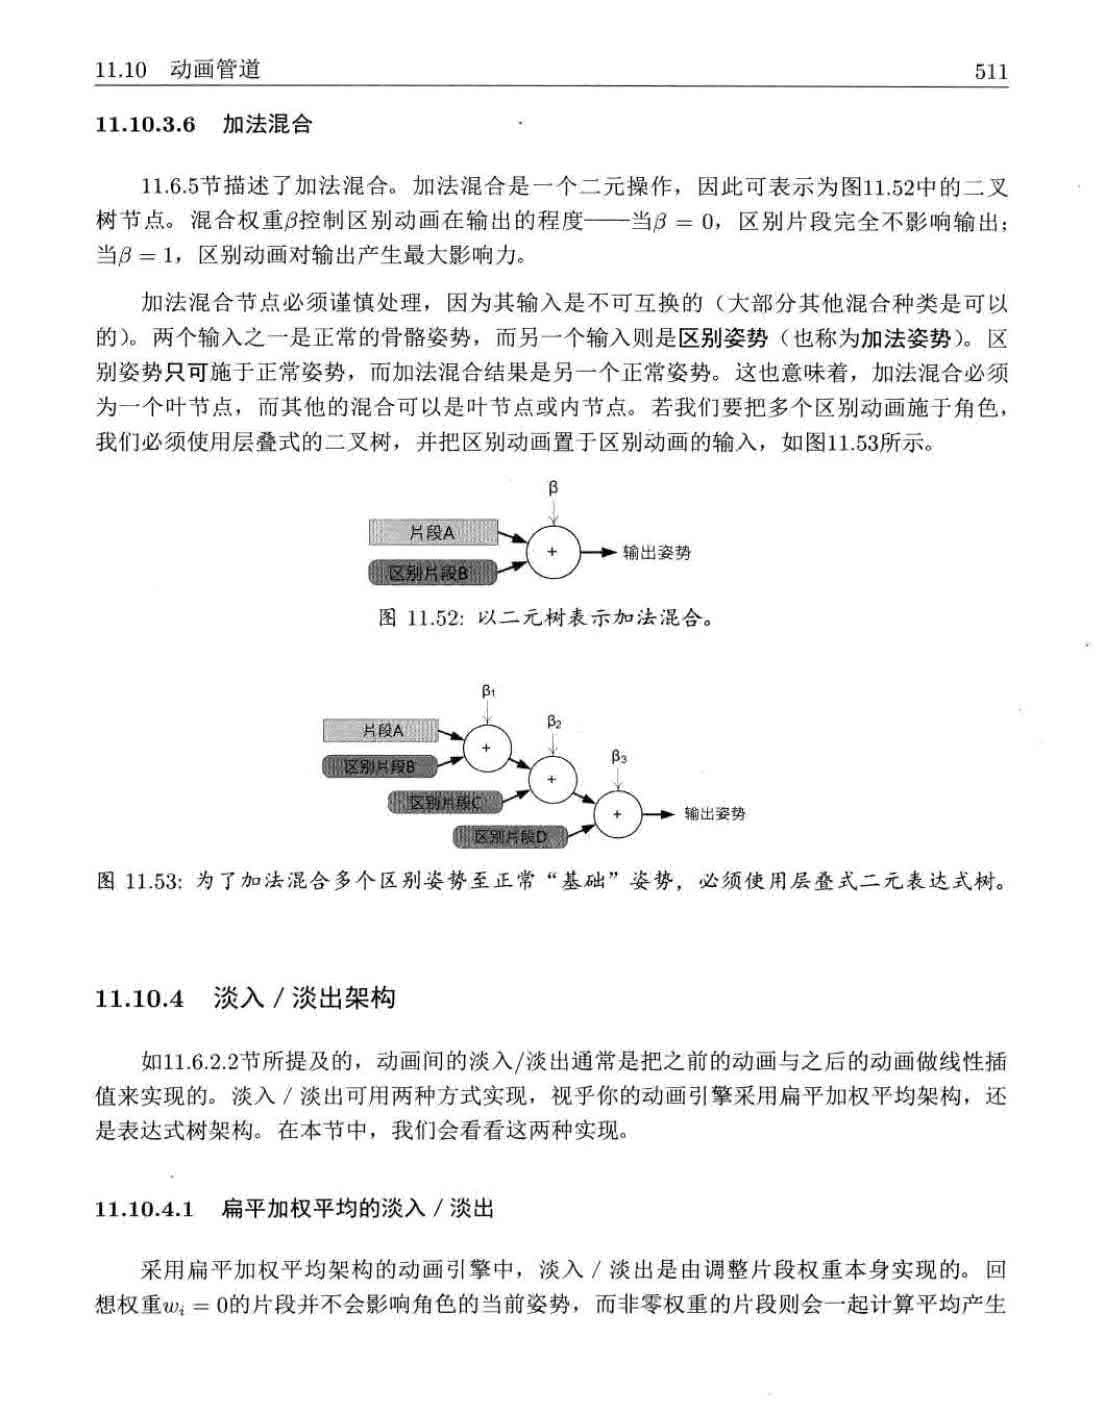 11.10 动画管道 511
11.10.3.6 加法混合
11.6.5节描述了加法混合。加法混合是一个二元操作，因此可表示为图11.52中的二叉
树节点。混合权重β控制区别动画在输出的程度——当β = 0，区别片段完全不影响输出；
当β = 1，区别动画对输出产生最大影响力。
加法混合节点必须谨慎处理，因为其输入是不可互换的（大部分其他混合种类是可以
的）。两个输入之一是正常的骨骼姿势，而另一个输入则是区别姿势（也称为加法姿势）。区
别姿势只可施于正常姿势，而加法混合结果是另一个正常姿势。这也意味着，加法混合必须
为一个叶节点，而其他的混合可以是叶节点或内节点。若我们要把多个区别动画施于角色，
我们必须使用层叠式的二叉树，并把区别动画置于区别动画的输入，如图11.53所示。
β
片段A
+
输出姿势
区别片段B
图 11.52: 以二元树表示加法混合。
β1
片段A
β2
+
区别片段B
β3
+
区别片段C
+
输出姿势
区别片段D
图 11.53: 为了加法混合多个区别姿势至正常“基础”姿势，必须使用层叠式二元表达式树。
11.10.4 淡入 / 淡出架构
如11.6.2.2节所提及的，动画间的淡入/淡出通常是把之前的动画与之后的动画做线性插
值来实现的。淡入 / 淡出可用两种方式实现，视乎你的动画引擎采用扁平加权平均架构，还
是表达式树架构。在本节中，我们会看看这两种实现。
11.10.4.1 扁平加权平均的淡入 / 淡出
采用扁平加权平均架构的动画引擎中，淡入 / 淡出是由调整片段权重本身实现的。回
想权重wi = 0的片段并不会影响角色的当前姿势，而非零权重的片段则会一起计算平均产生